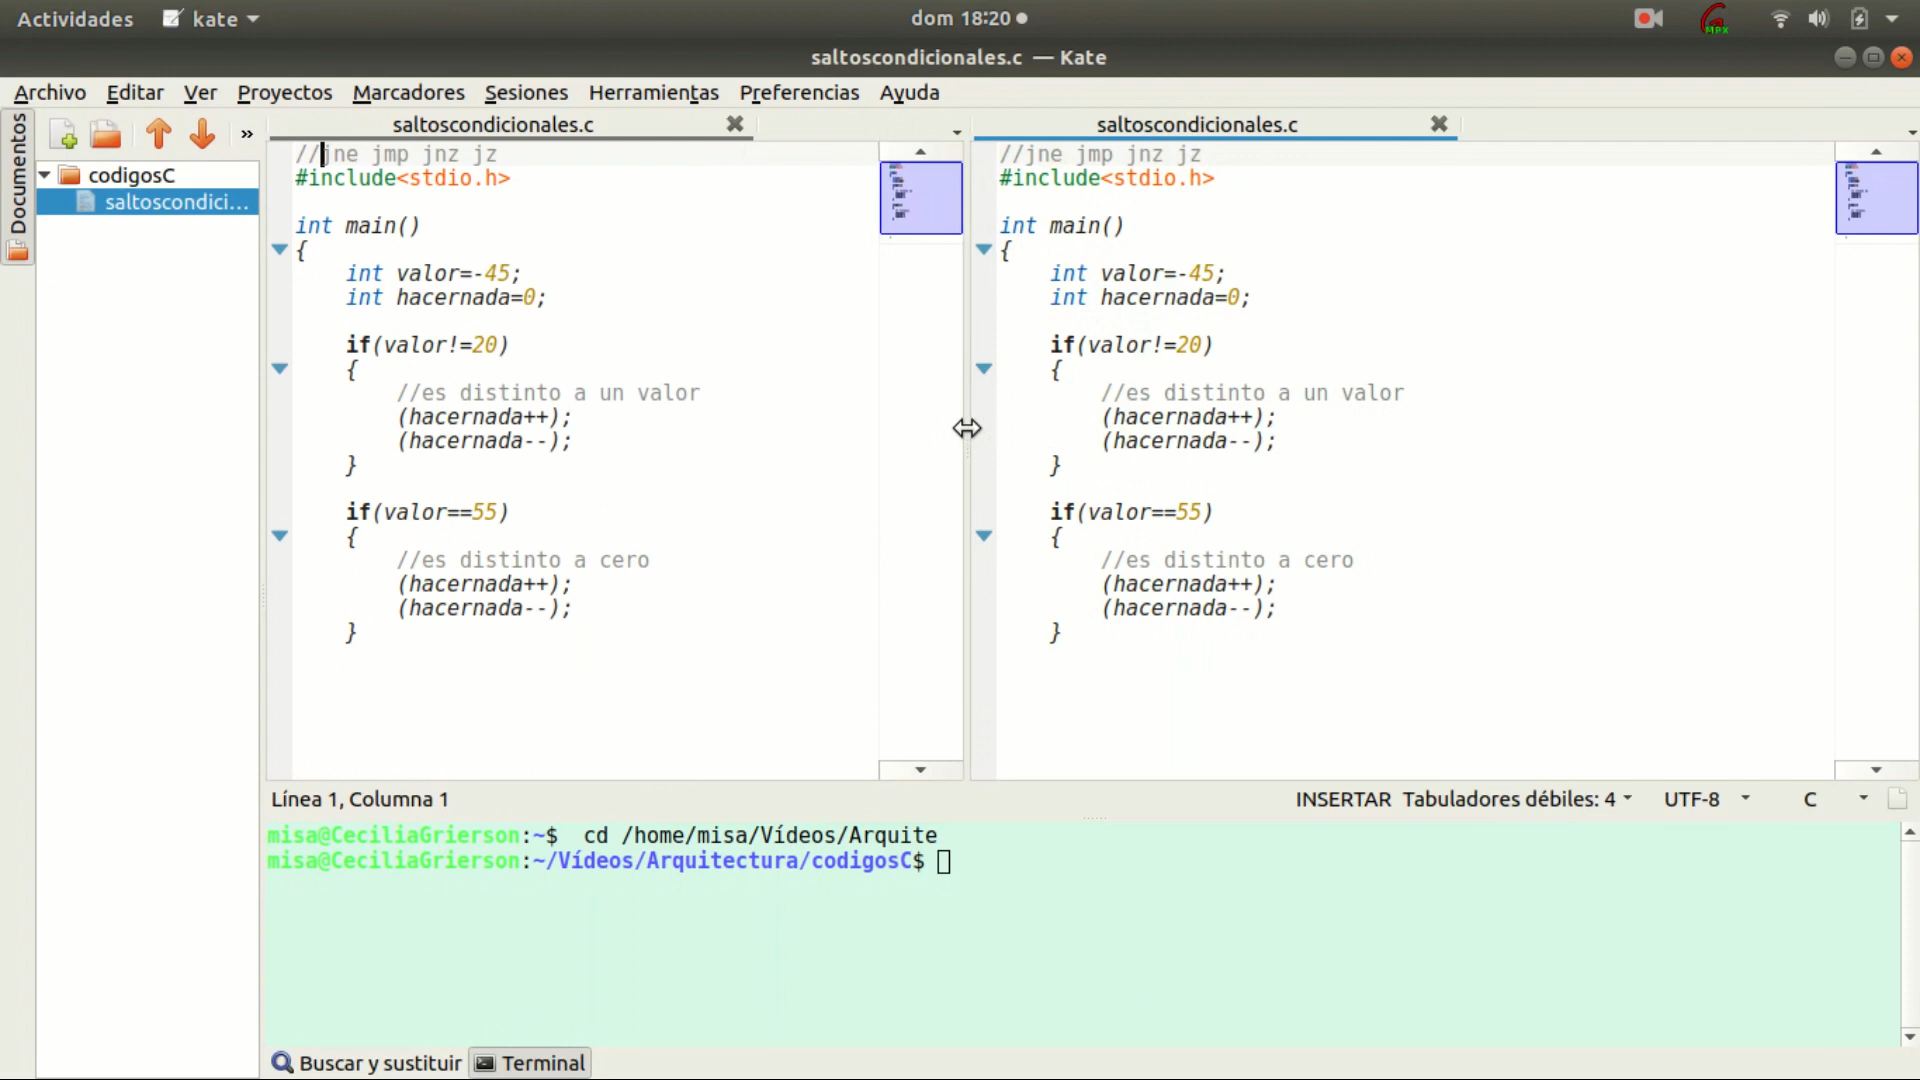 Actividades kate dom 18:20
MPX
saltoscondicionales.c — Kate
Archivo Editar Ver Proyectos Marcadores Sesiones Herramientas Preferencias Ayuda
Documentos
»
codigosC
saltoscondici...
saltoscondicionales.c
//jne jmp jnz jz
#include<stdio.h>
int main()
{
int valor=-45;
int hacernada=0;
if(valor!=20)
{
//es distinto a un valor
(hacernada++);
(hacernada--);
}
if(valor==55)
{
//es distinto a cero
(hacernada++);
(hacernada--);
}
saltoscondicionales.c
//jne jmp jnz jz
#include<stdio.h>
int main()
{
int valor=-45;
int hacernada=0;
if(valor!=20)
{
//es distinto a un valor
(hacernada++);
(hacernada--);
}
if(valor==55)
{
//es distinto a cero
(hacernada++);
(hacernada--);
}
Línea 1, Columna 1 INSERTAR Tabuladores débiles: 4 UTF-8 C
misa@CeciliaGrierson:~$  cd /home/misa/Vídeos/Arquite
misa@CeciliaGrierson:~/Vídeos/Arquitectura/codigosC$
Buscar y sustituir Terminal